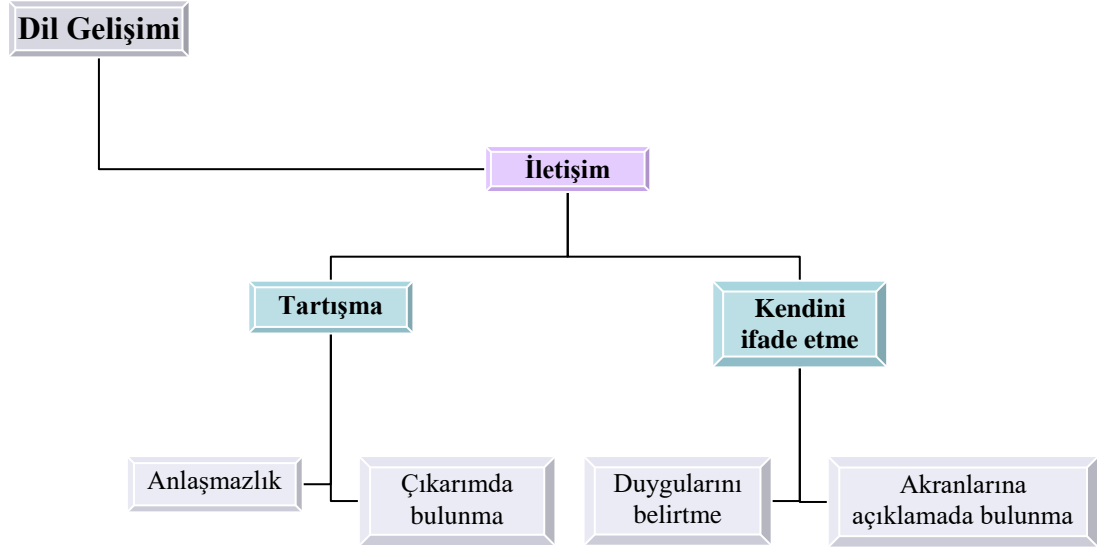 Dil Gelişimi
İletişim
Tartışma
Kendini
ifade etme
Anlaşmazlık
Çıkarımda
bulunma
Duygularını
belirtme
Akranlarına
açıklamada bulunma